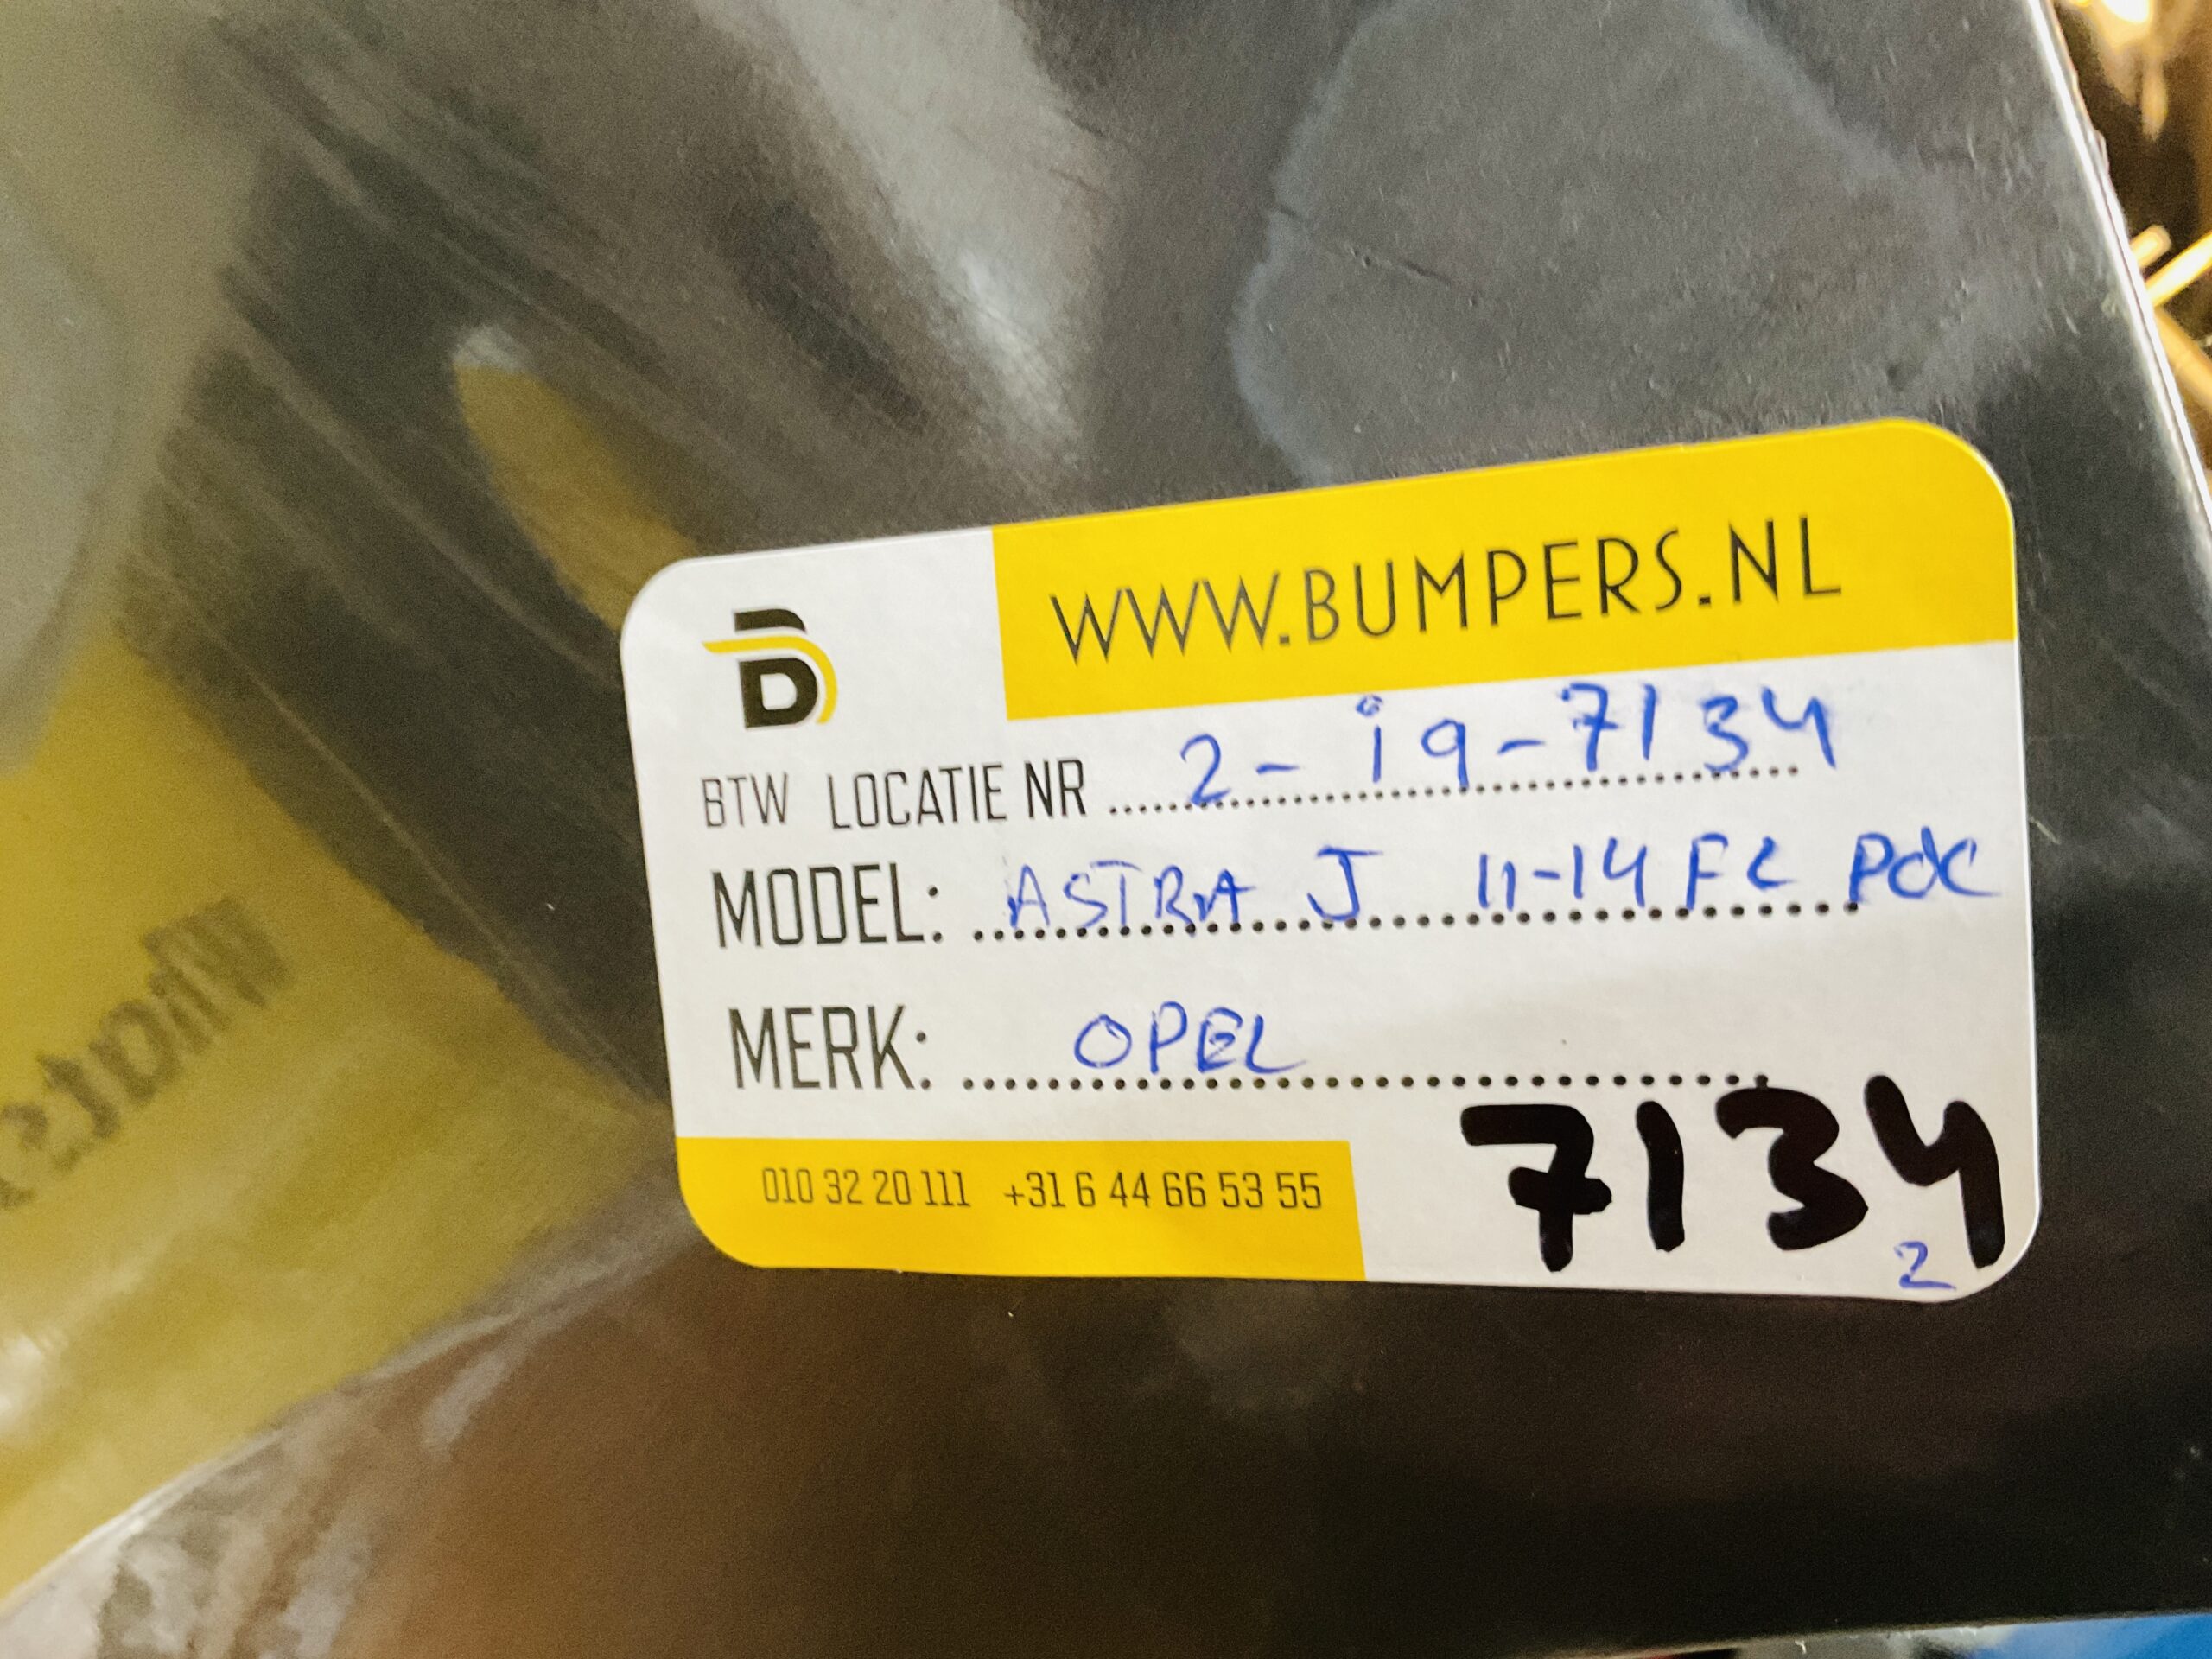 WWW.BUMPERS.NL
B
BTW LOCATIE NR ..... 2 - i9 - 7134
MODEL: ASTRA J 11-14 FL PDC
MERK: OPEL
010 32 20 111 +31 6 44 66 53 55
7134
2